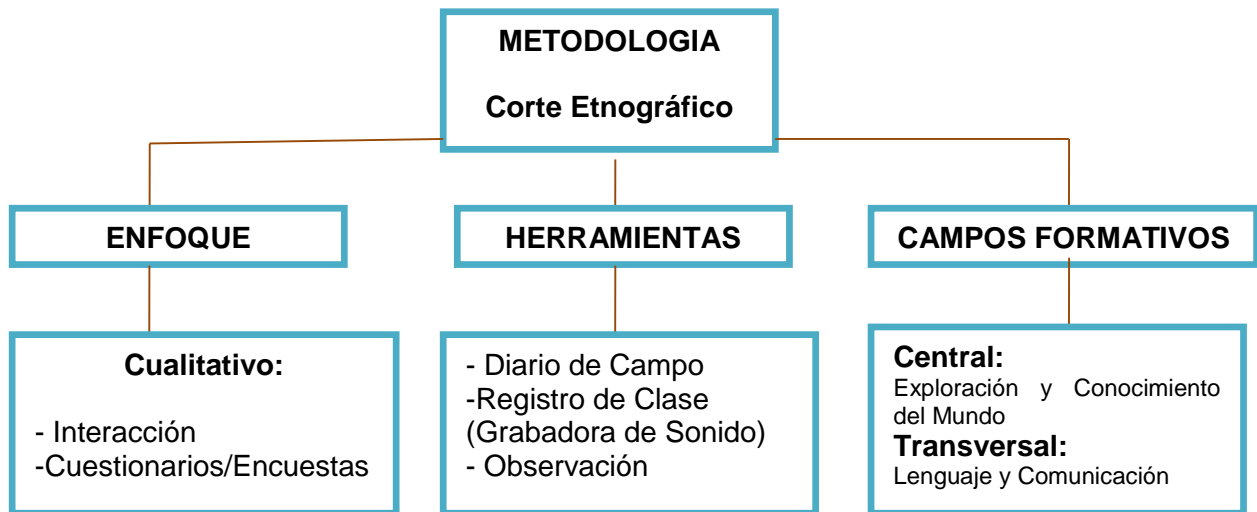 METODOLOGIA
Corte Etnográfico
ENFOQUE
HERRAMIENTAS
CAMPOS FORMATIVOS
Cualitativo:
- Interacción
-Cuestionarios/Encuestas
- Diario de Campo
-Registro de Clase
(Grabadora de Sonido)
- Observación
Central:
Exploración y Conocimiento
del Mundo
Transversal:
Lenguaje y Comunicación